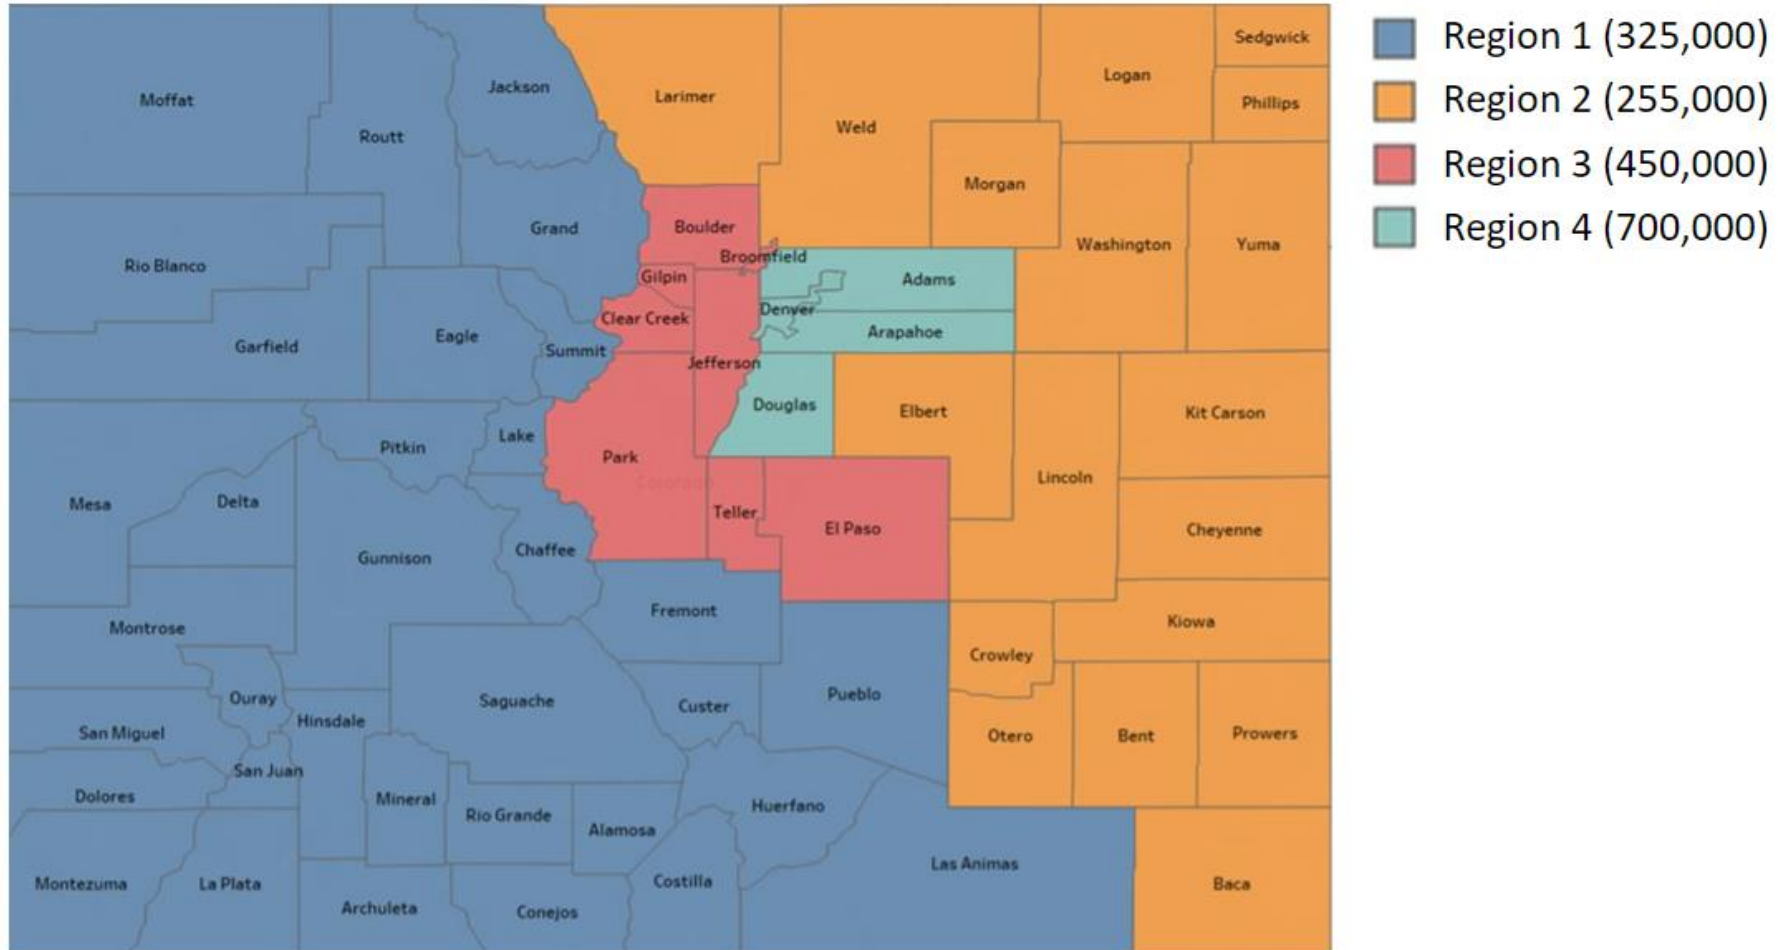 Region 1 (325,000)
Region 2 (255,000)
Region 3 (450,000)
Region 4 (700,000)
Sedgwick
Logan
Jackson
Larimer
Moffat
Phillips
Weld
Routt
Morgan
Boulder
Grand
Washington
Yuma
Broomfield
Rio Blanco
Gilpin
Adams
Denver
Clear Creek
Arapahoe
Eagle
Garfield
Summit
Jefferson
Douglas
Elbert
Kit Carson
Lake
Pitkin
Park
Lincoln
Colorado
Mesa
Delta
Teller
El Paso
Cheyenne
Chaffee
Gunnison
Fremont
Kiowa
Montrose
Crowley
Pueblo
Ouray
Saguache
Custer
Hinsdale
San Miguel
Otero
Bent
Prowers
San Juan
Dolores
Mineral
Huerfano
Rio Grande
Alamosa
Las Animas
Costilla
Montezuma
La Plata
Baca
Archuleta
Conejos